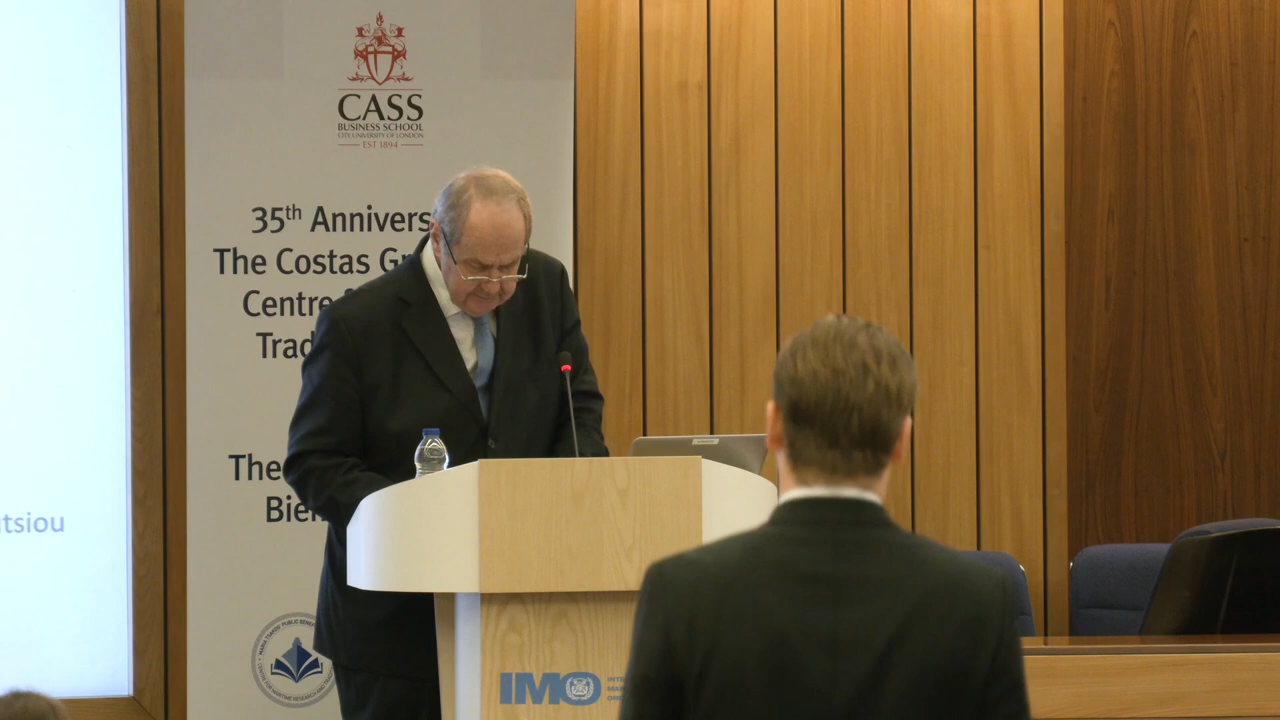 CASS
BUSINESS SCHOOL
CITY UNIVERSITY OF LONDON
EST 1894
35th Annivers
The Costas Gr
Centre
Trad
The
Bien
tsiou
IMO